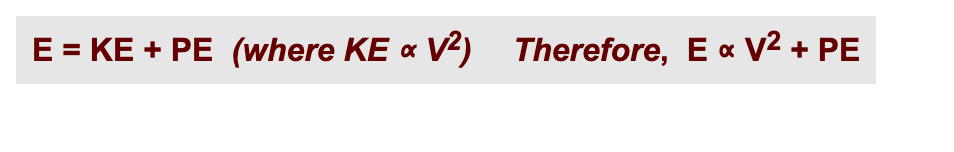 E = KE + PE (where KE ∝ V²) Therefore, E ∝ V² + PE